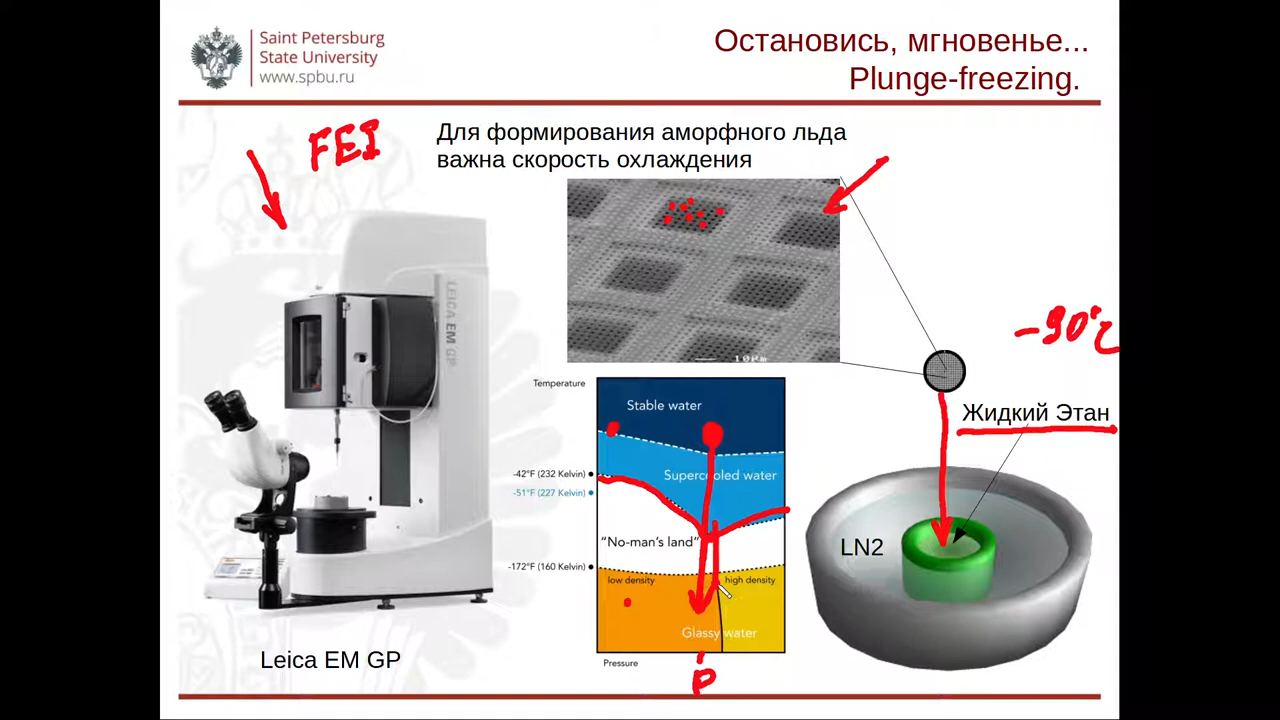 Saint Petersburg
State University
www.spbu.ru
Остановись, мгновенье...
Plunge-freezing.
FEI
Для формирования аморфного льда
важна скорость охлаждения
10µm
-90°C
Жидкий Этан
LN2
LEICA EM GP
Temperature
Stable water
Supercooled water
-42°F (232 Kelvin)
-51°F (227 Kelvin)
"No-man's land"
-172°F (160 Kelvin)
low density
high density
Glassy water
Pressure
P
Leica EM GP